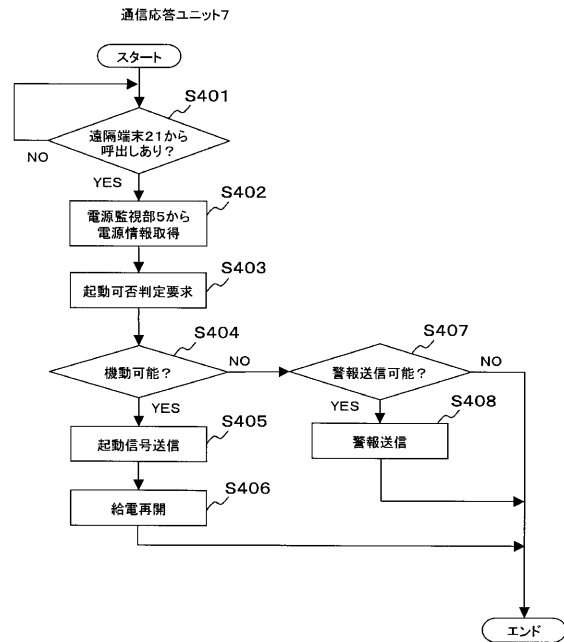 通信応答ユニット7
スタート
S401
遠隔端末21から
呼出しあり?
NO
YES
S402
電源監視部5から
電源情報取得
S403
起動可否判定要求
S404
機動可能?
NO
YES
S407
警報送信可能?
NO
YES
S405
起動信号送信
S408
警報送信
S406
給電再開
エンド